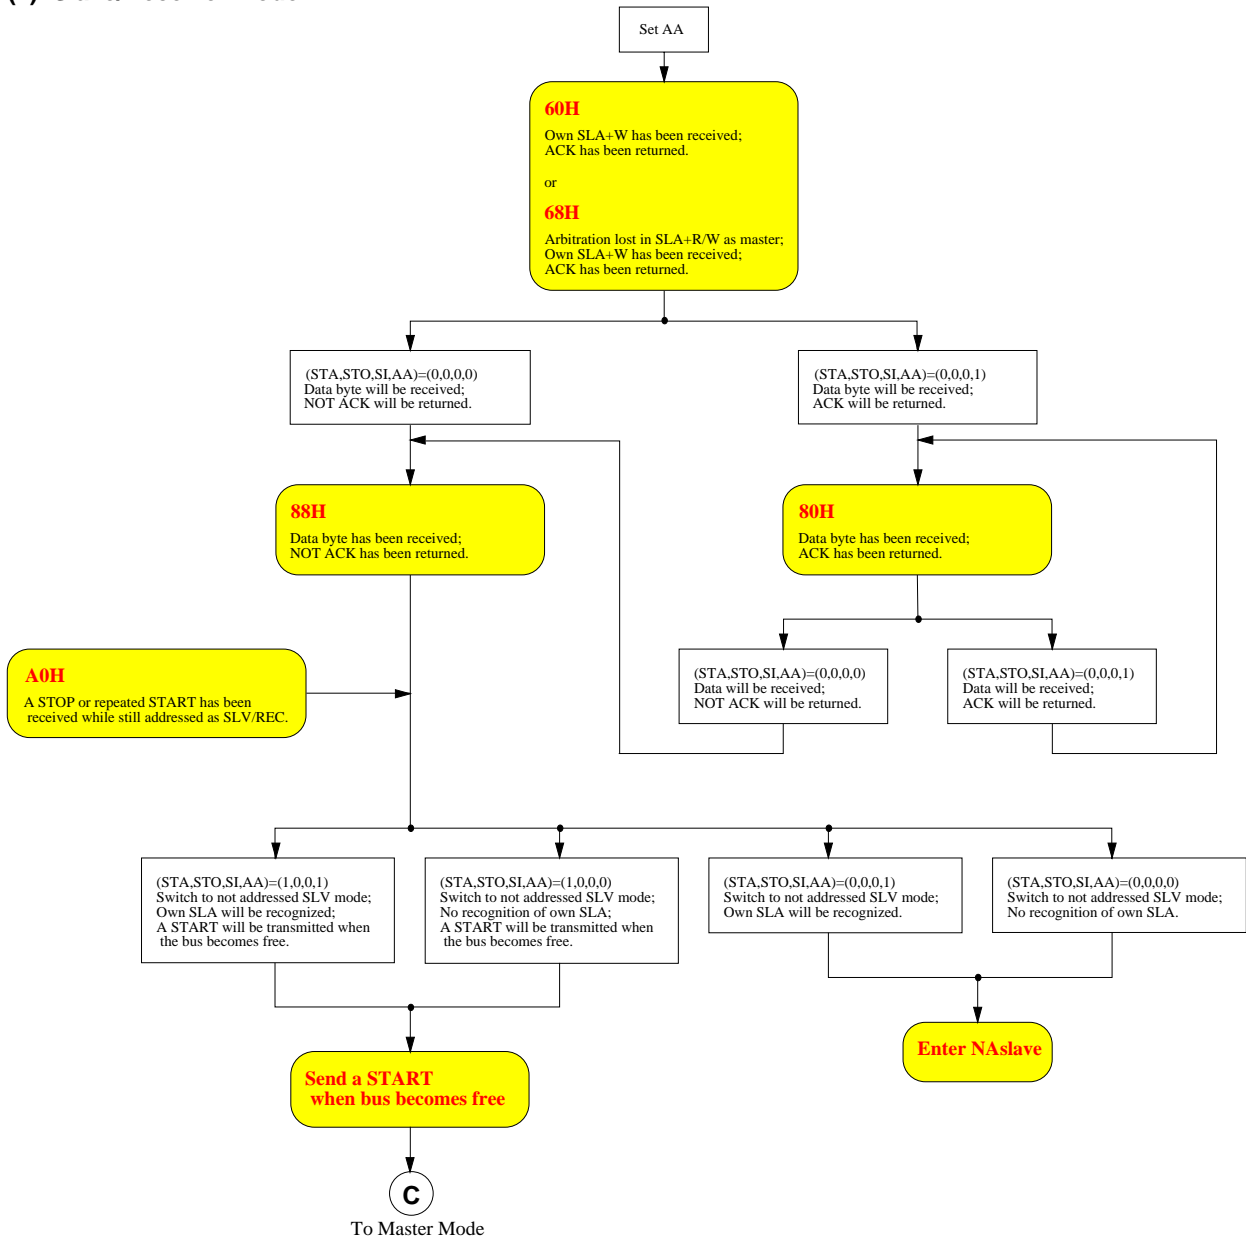 Set AA
60H
Own SLA+W has been received;
ACK has been returned.
or
68H
Arbitration lost in SLA+R/W as master;
Own SLA+W has been received;
ACK has been returned.
(STA,STO,SI,AA)=(0,0,0,0)
Data byte will be received;
NOT ACK will be returned.
(STA,STO,SI,AA)=(0,0,0,1)
Data byte will be received;
ACK will be returned.
88H
Data byte has been received;
NOT ACK has been returned.
80H
Data byte has been received;
ACK has been returned.
A0H
A STOP or repeated START has been
received while still addressed as SLV/REC.
(STA,STO,SI,AA)=(0,0,0,0)
Data will be received;
NOT ACK will be returned.
(STA,STO,SI,AA)=(0,0,0,1)
Data will be received;
ACK will be returned.
(STA,STO,SI,AA)=(1,0,0,1)
Switch to not addressed SLV mode;
Own SLA will be recognized;
A START will be transmitted when
the bus becomes free.
(STA,STO,SI,AA)=(1,0,0,0)
Switch to not addressed SLV mode;
No recognition of own SLA;
A START will be transmitted when
the bus becomes free.
(STA,STO,SI,AA)=(0,0,0,1)
Switch to not addressed SLV mode;
Own SLA will be recognized.
(STA,STO,SI,AA)=(0,0,0,0)
Switch to not addressed SLV mode;
No recognition of own SLA.
Send a START
when bus becomes free
Enter NAslave
C
To Master Mode